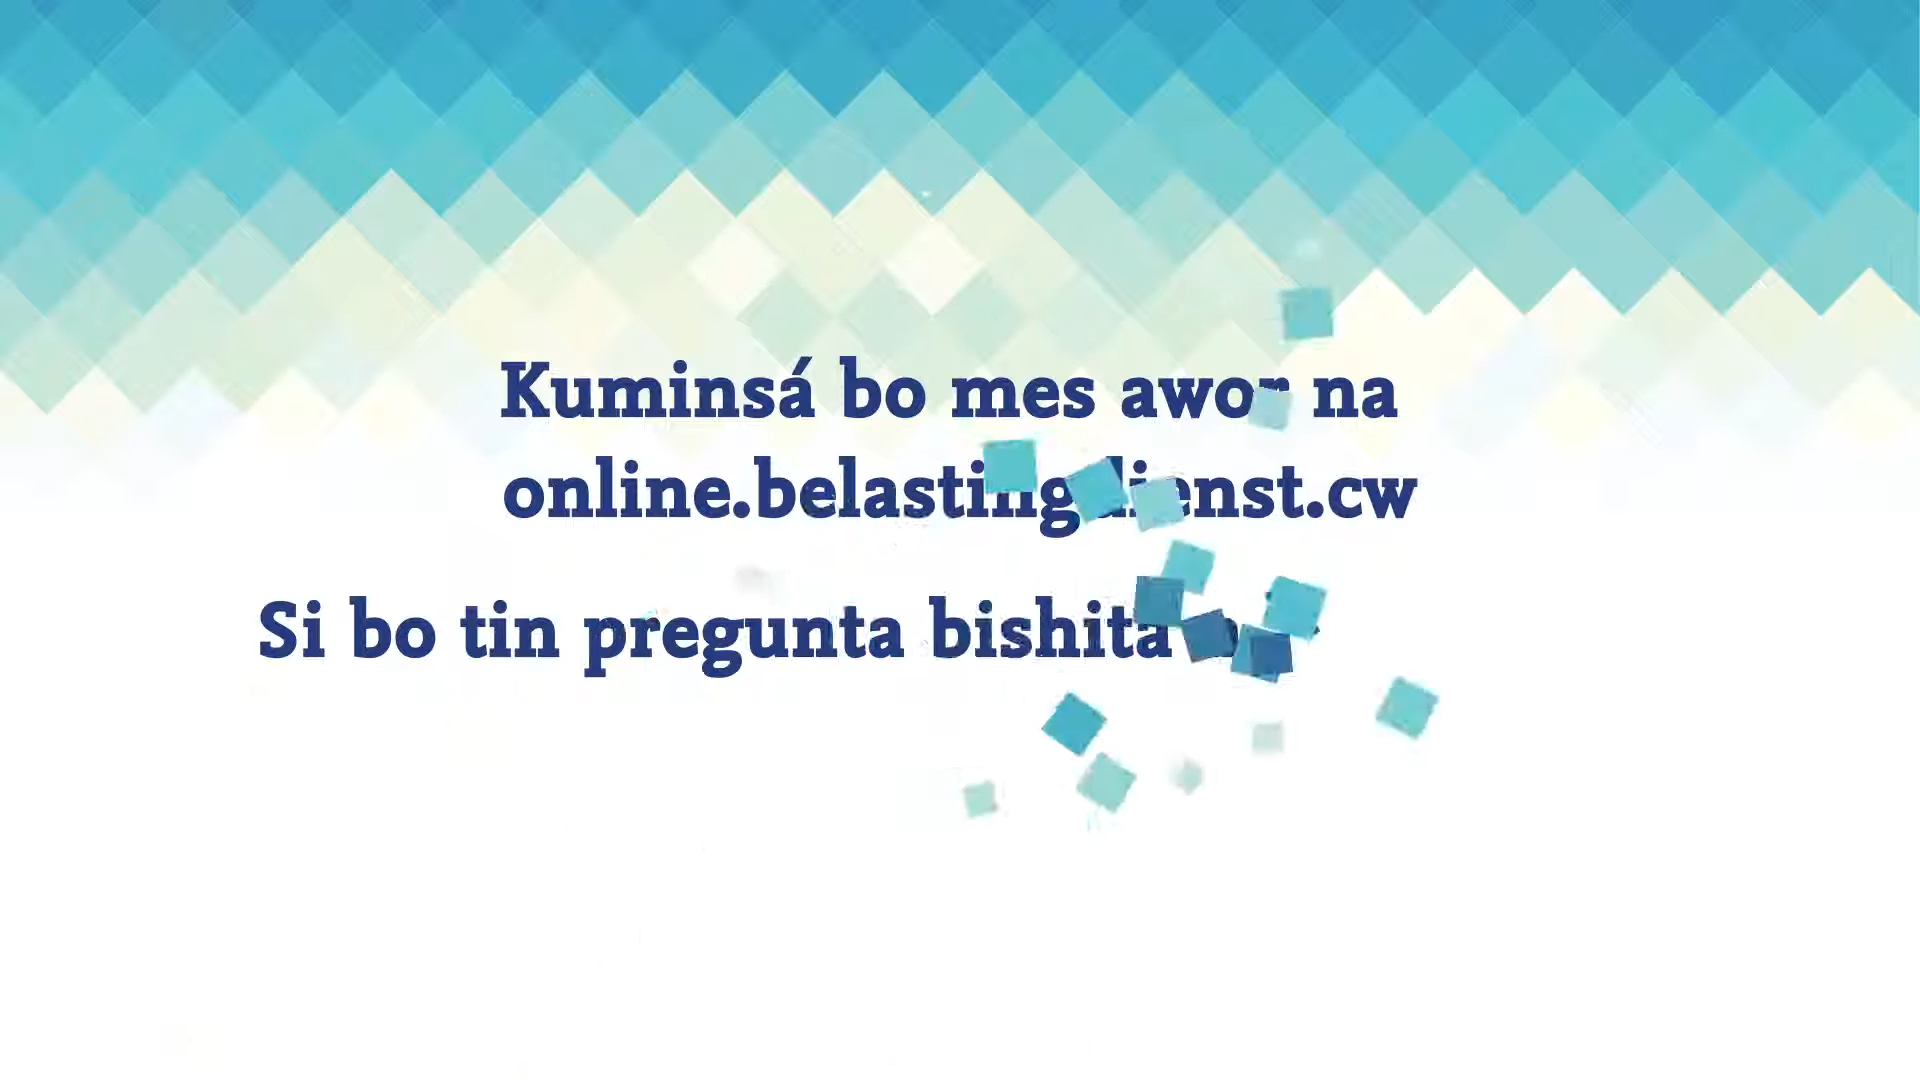 Kuminsá bo mes awor na
online.belastingdienst.cw
Si bo tin pregunta bishita